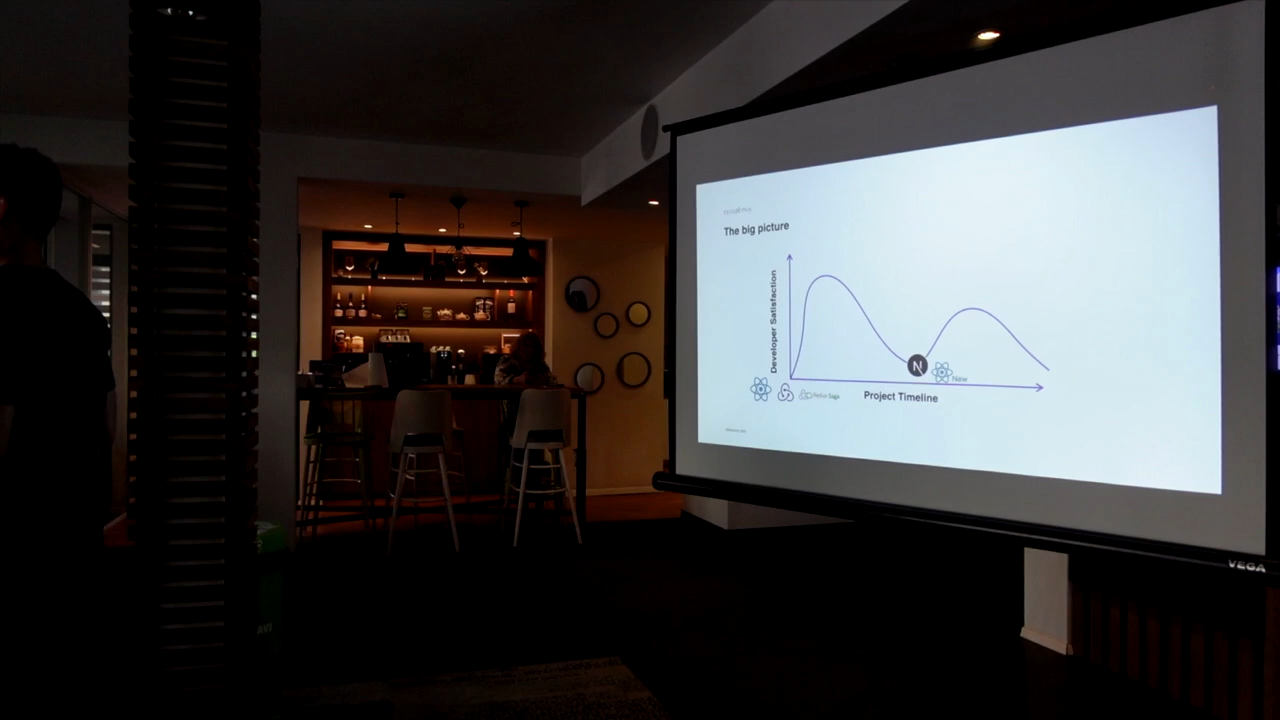 The big picture
Developer Satisfaction
N
New
Redux Saga
Project Timeline
VEGA